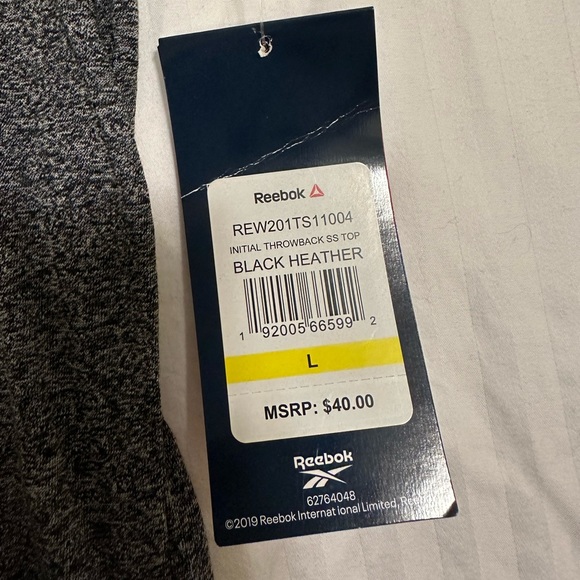 Reebok
REW201TS11004
INITIAL THROWBACK SS TOP
BLACK HEATHER
1 92005 66599 2
L
MSRP: $40.00
Reebok
62764048
©2019 Reebok International Limited,